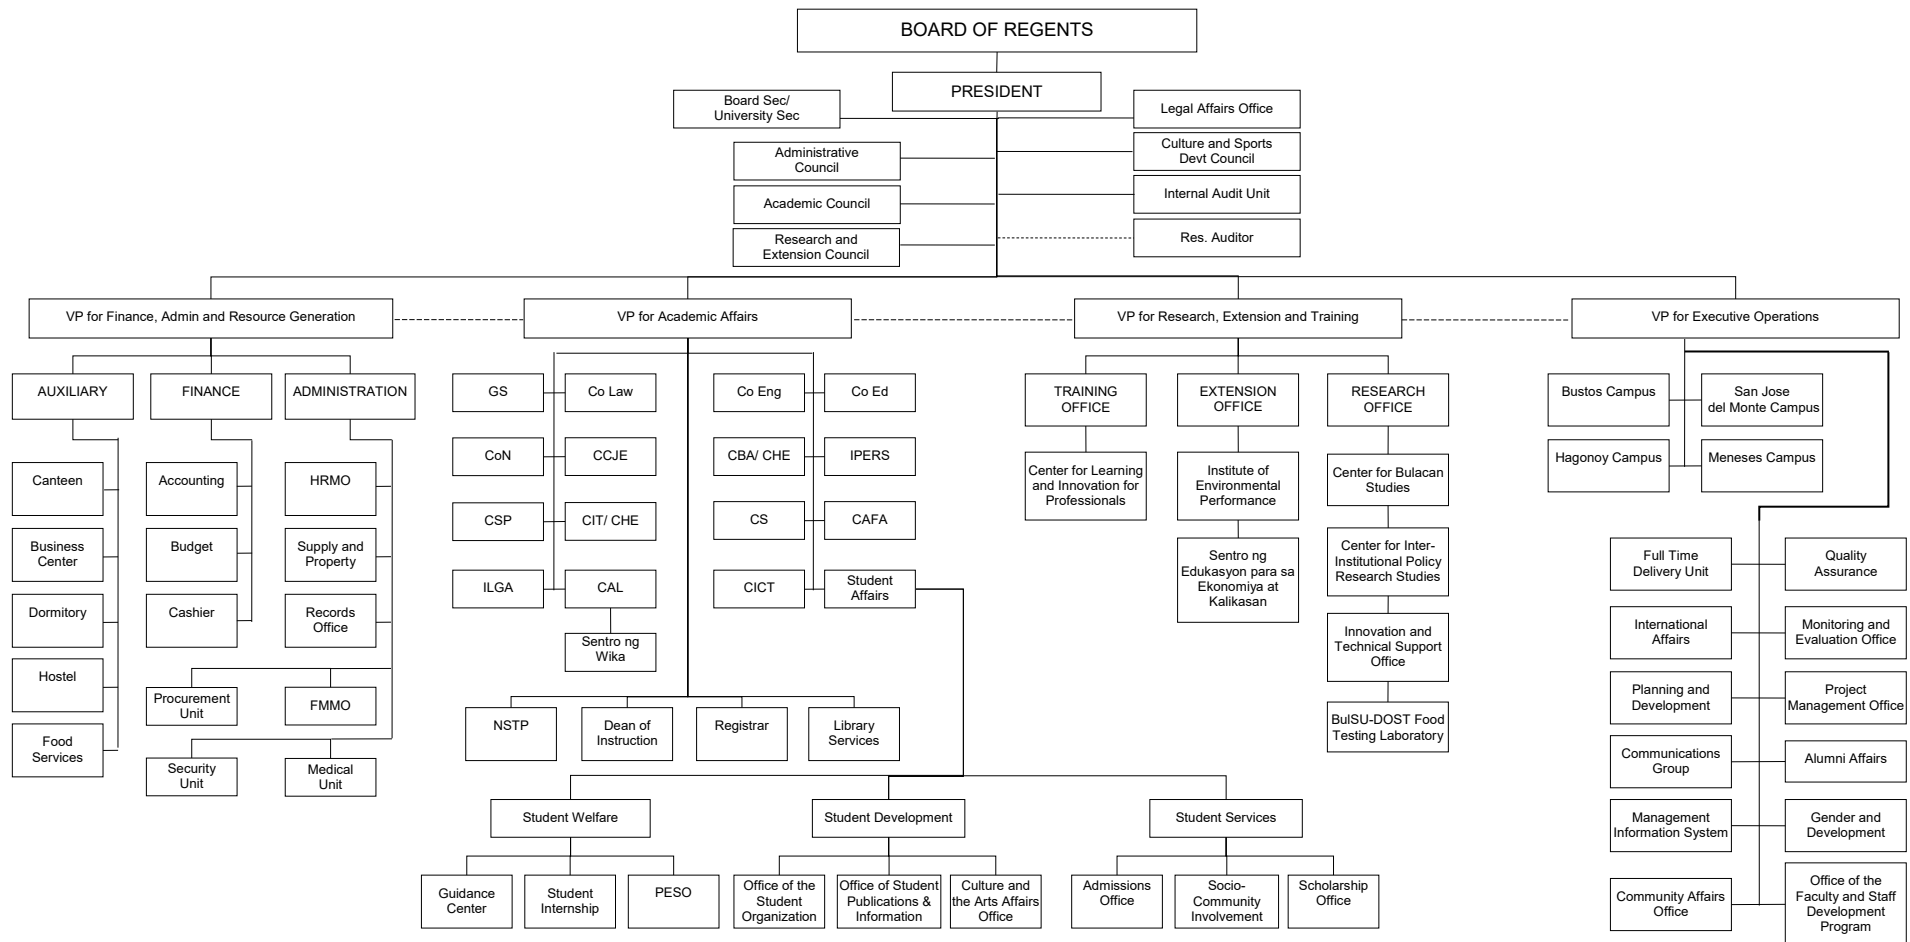 BOARD OF REGENTS
PRESIDENT
Board Sec/
University Sec
Administrative
Council
Academic Council
Research and
Extension Council
Legal Affairs Office
Culture and Sports
Devt Council
Internal Audit Unit
Res. Auditor
VP for Finance, Admin and Resource Generation
VP for Academic Affairs
VP for Research, Extension and Training
VP for Executive Operations
AUXILIARY
FINANCE
ADMINISTRATION
Canteen
Business
Center
Dormitory
Hostel
Food
Services
Accounting
Budget
Cashier
HRMO
Supply and
Property
Records
Office
Procurement
Unit
FMMO
Security
Unit
Medical
Unit
GS
Co Law
CoN
CCJE
CSP
CIT/ CHE
ILGA
CAL
Sentro ng
Wika
Co Eng
Co Ed
CBA/ CHE
IPERS
CS
CAFA
CICT
Student
Affairs
NSTP
Dean of
Instruction
Registrar
Library
Services
Student Welfare
Student Development
Student Services
Guidance
Center
Student
Internship
PESO
Office of the
Student
Organization
Office of Student
Publications &
Information
Culture and
the Arts Affairs
Office
Admissions
Office
Socio-
Community
Involvement
Scholarship
Office
TRAINING
OFFICE
Center for Learning
and Innovation for
Professionals
EXTENSION
OFFICE
Institute of
Environmental
Performance
Sentro ng
Edukasyon para sa
Ekonomiya at
Kalikasan
RESEARCH
OFFICE
Center for Bulacan
Studies
Center for Inter-
Institutional Policy
Research Studies
Innovation and
Technical Support
Office
BulSU-DOST Food
Testing Laboratory
Bustos Campus
San Jose
del Monte Campus
Hagonoy Campus
Meneses Campus
Full Time
Delivery Unit
Quality
Assurance
International
Affairs
Monitoring and
Evaluation Office
Planning and
Development
Project
Management Office
Communications
Group
Alumni Affairs
Management
Information System
Gender and
Development
Community Affairs
Office
Office of the
Faculty and Staff
Development
Program